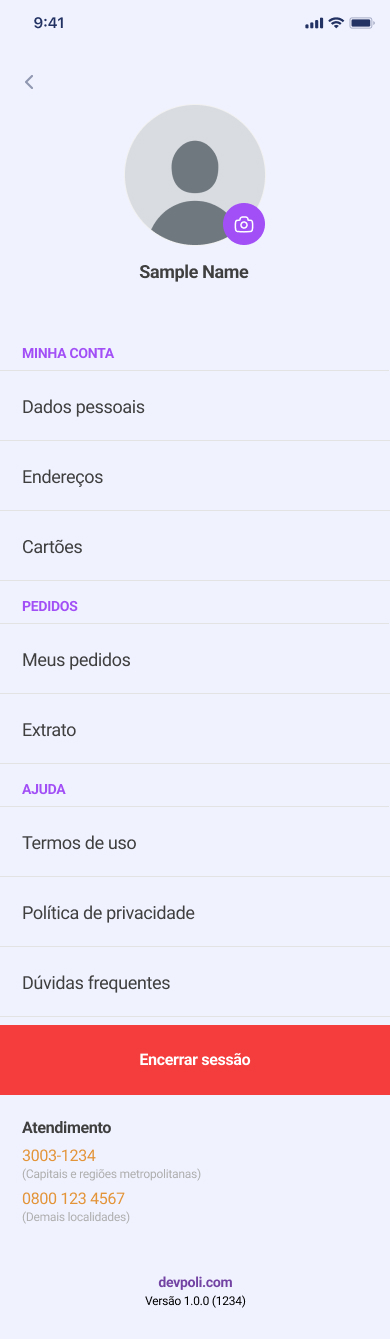 9:41
Sample Name
MINHA CONTA
Dados pessoais
Endereços
Cartões
PEDIDOS
Meus pedidos
Extrato
AJUDA
Termos de uso
Política de privacidade
Dúvidas frequentes
Encerrar sessão
Atendimento
3003-1234
(Capitais e regiões metropolitanas)
0800 123 4567
(Demais localidades)
devpoli.com
Versão 1.0.0 (1234)